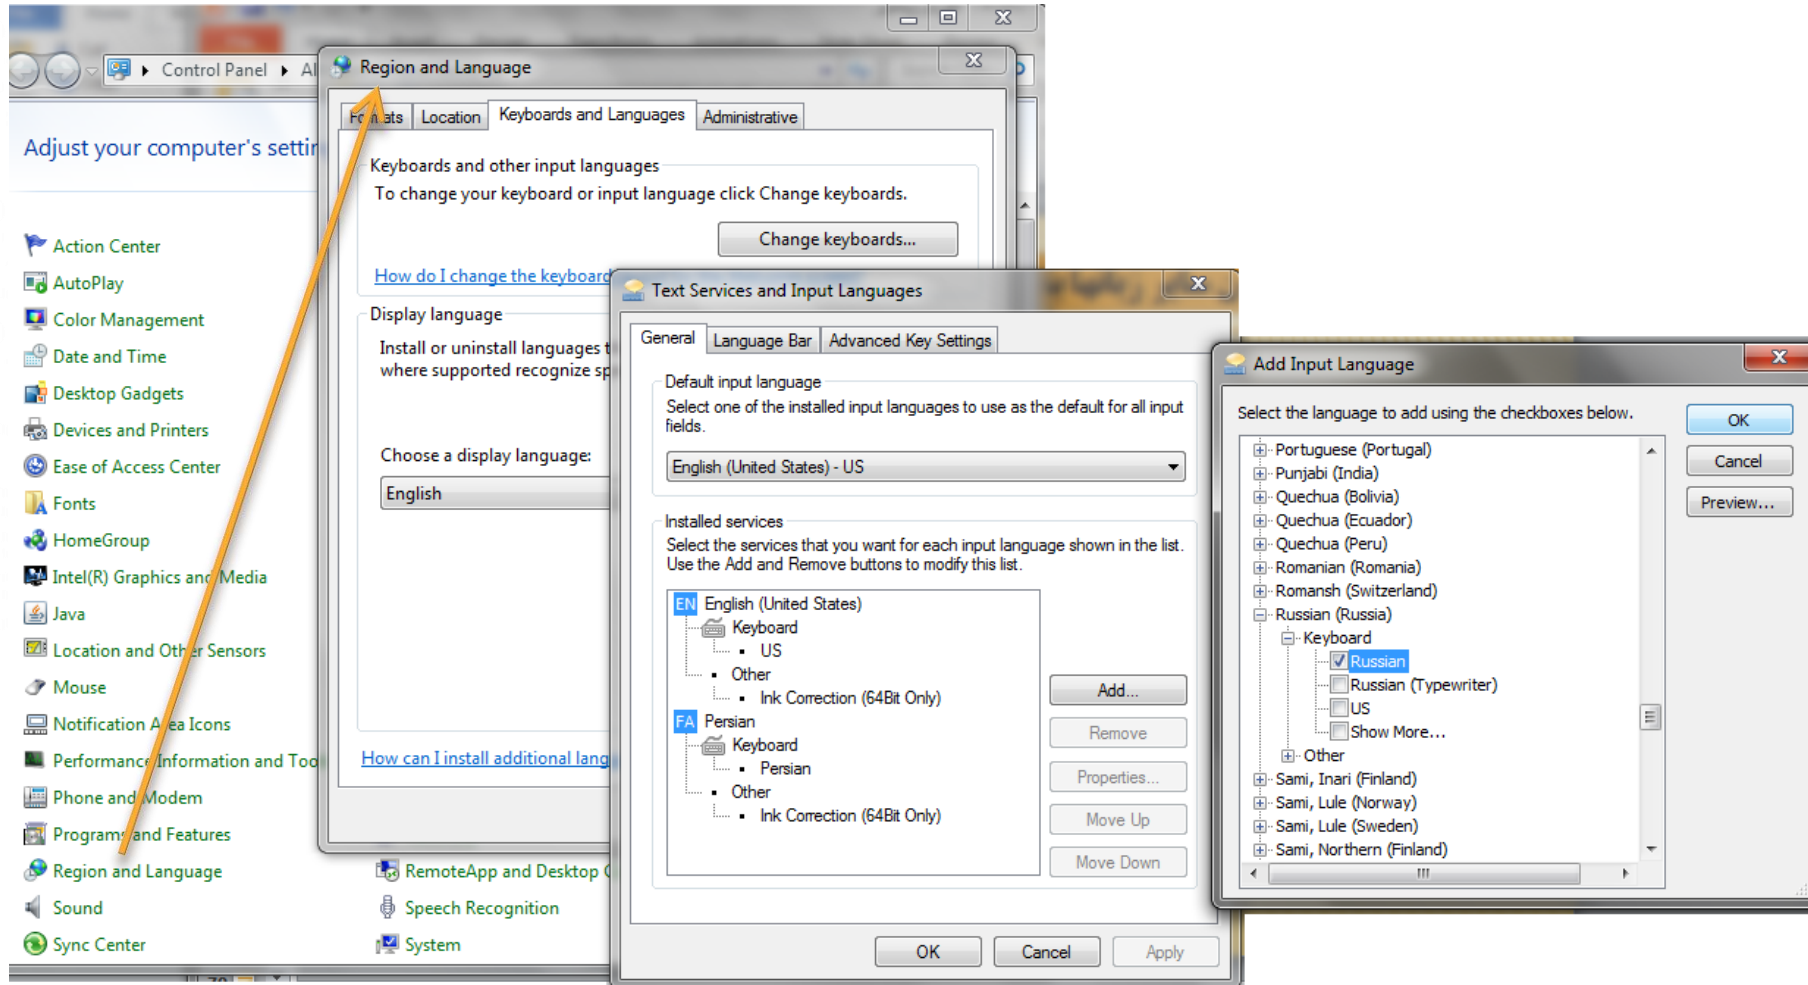 Control Panel
Al
Adjust your computer's settin
Action Center
AutoPlay
Color Management
Date and Time
Desktop Gadgets
Devices and Printers
Ease of Access Center
Fonts
HomeGroup
Intel(R) Graphics and Media
Java
Location and Other Sensors
Mouse
Notification Area Icons
Performance Information and Too
Phone and Modem
Programs and Features
Region and Language
Sound
Sync Center
RemoteApp and Desktop
Speech Recognition
System
Region and Language
Formats Location Keyboards and Languages Administrative
Keyboards and other input languages
To change your keyboard or input language click Change keyboards.
Change keyboards...
How do I change the keyboard
Display language
Install or uninstall languages t
where supported recognize sp
Choose a display language:
English
How can I install additional lang
Text Services and Input Languages
General Language Bar Advanced Key Settings
Default input language
Select one of the installed input languages to use as the default for all input
fields.
English (United States) - US
Installed services
Select the services that you want for each input language shown in the list.
Use the Add and Remove buttons to modify this list.
EN English (United States)
Keyboard
US
Other
Ink Correction (64Bit Only)
FA Persian
Keyboard
Persian
Other
Ink Correction (64Bit Only)
Add...
Remove
Properties...
Move Up
Move Down
OK Cancel Apply
Add Input Language
Select the language to add using the checkboxes below.
Portuguese (Portugal)
Punjabi (India)
Quechua (Bolivia)
Quechua (Ecuador)
Quechua (Peru)
Romanian (Romania)
Romansh (Switzerland)
Russian (Russia)
Keyboard
Russian
Russian (Typewriter)
US
Show More...
Other
Sami, Inari (Finland)
Sami, Lule (Norway)
Sami, Lule (Sweden)
Sami, Northern (Finland)
OK
Cancel
Preview...